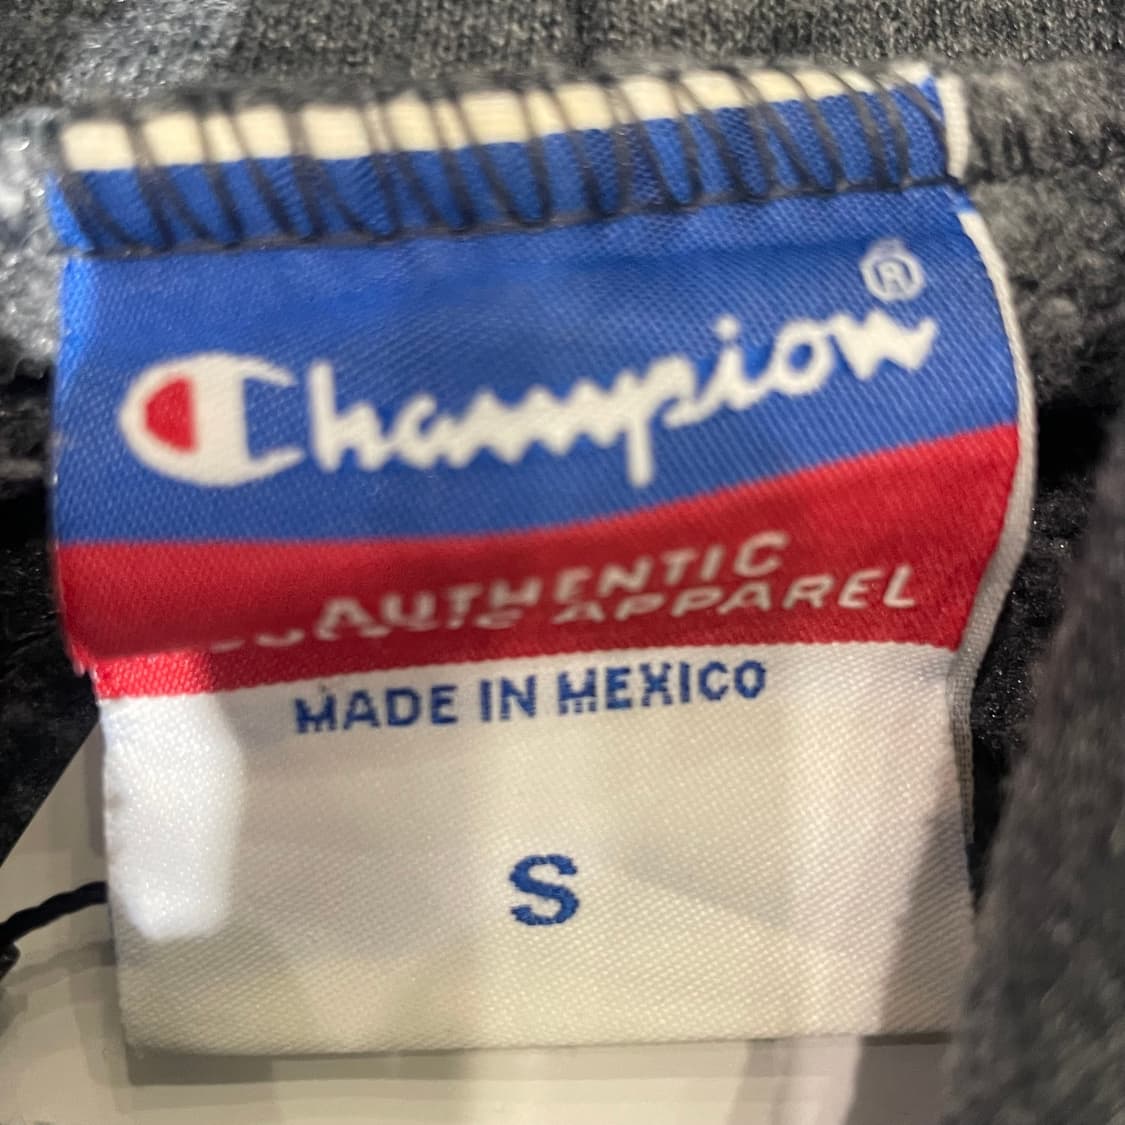 Champion®
AUTHENTIC
APPAREL
MADE IN MEXICO
S